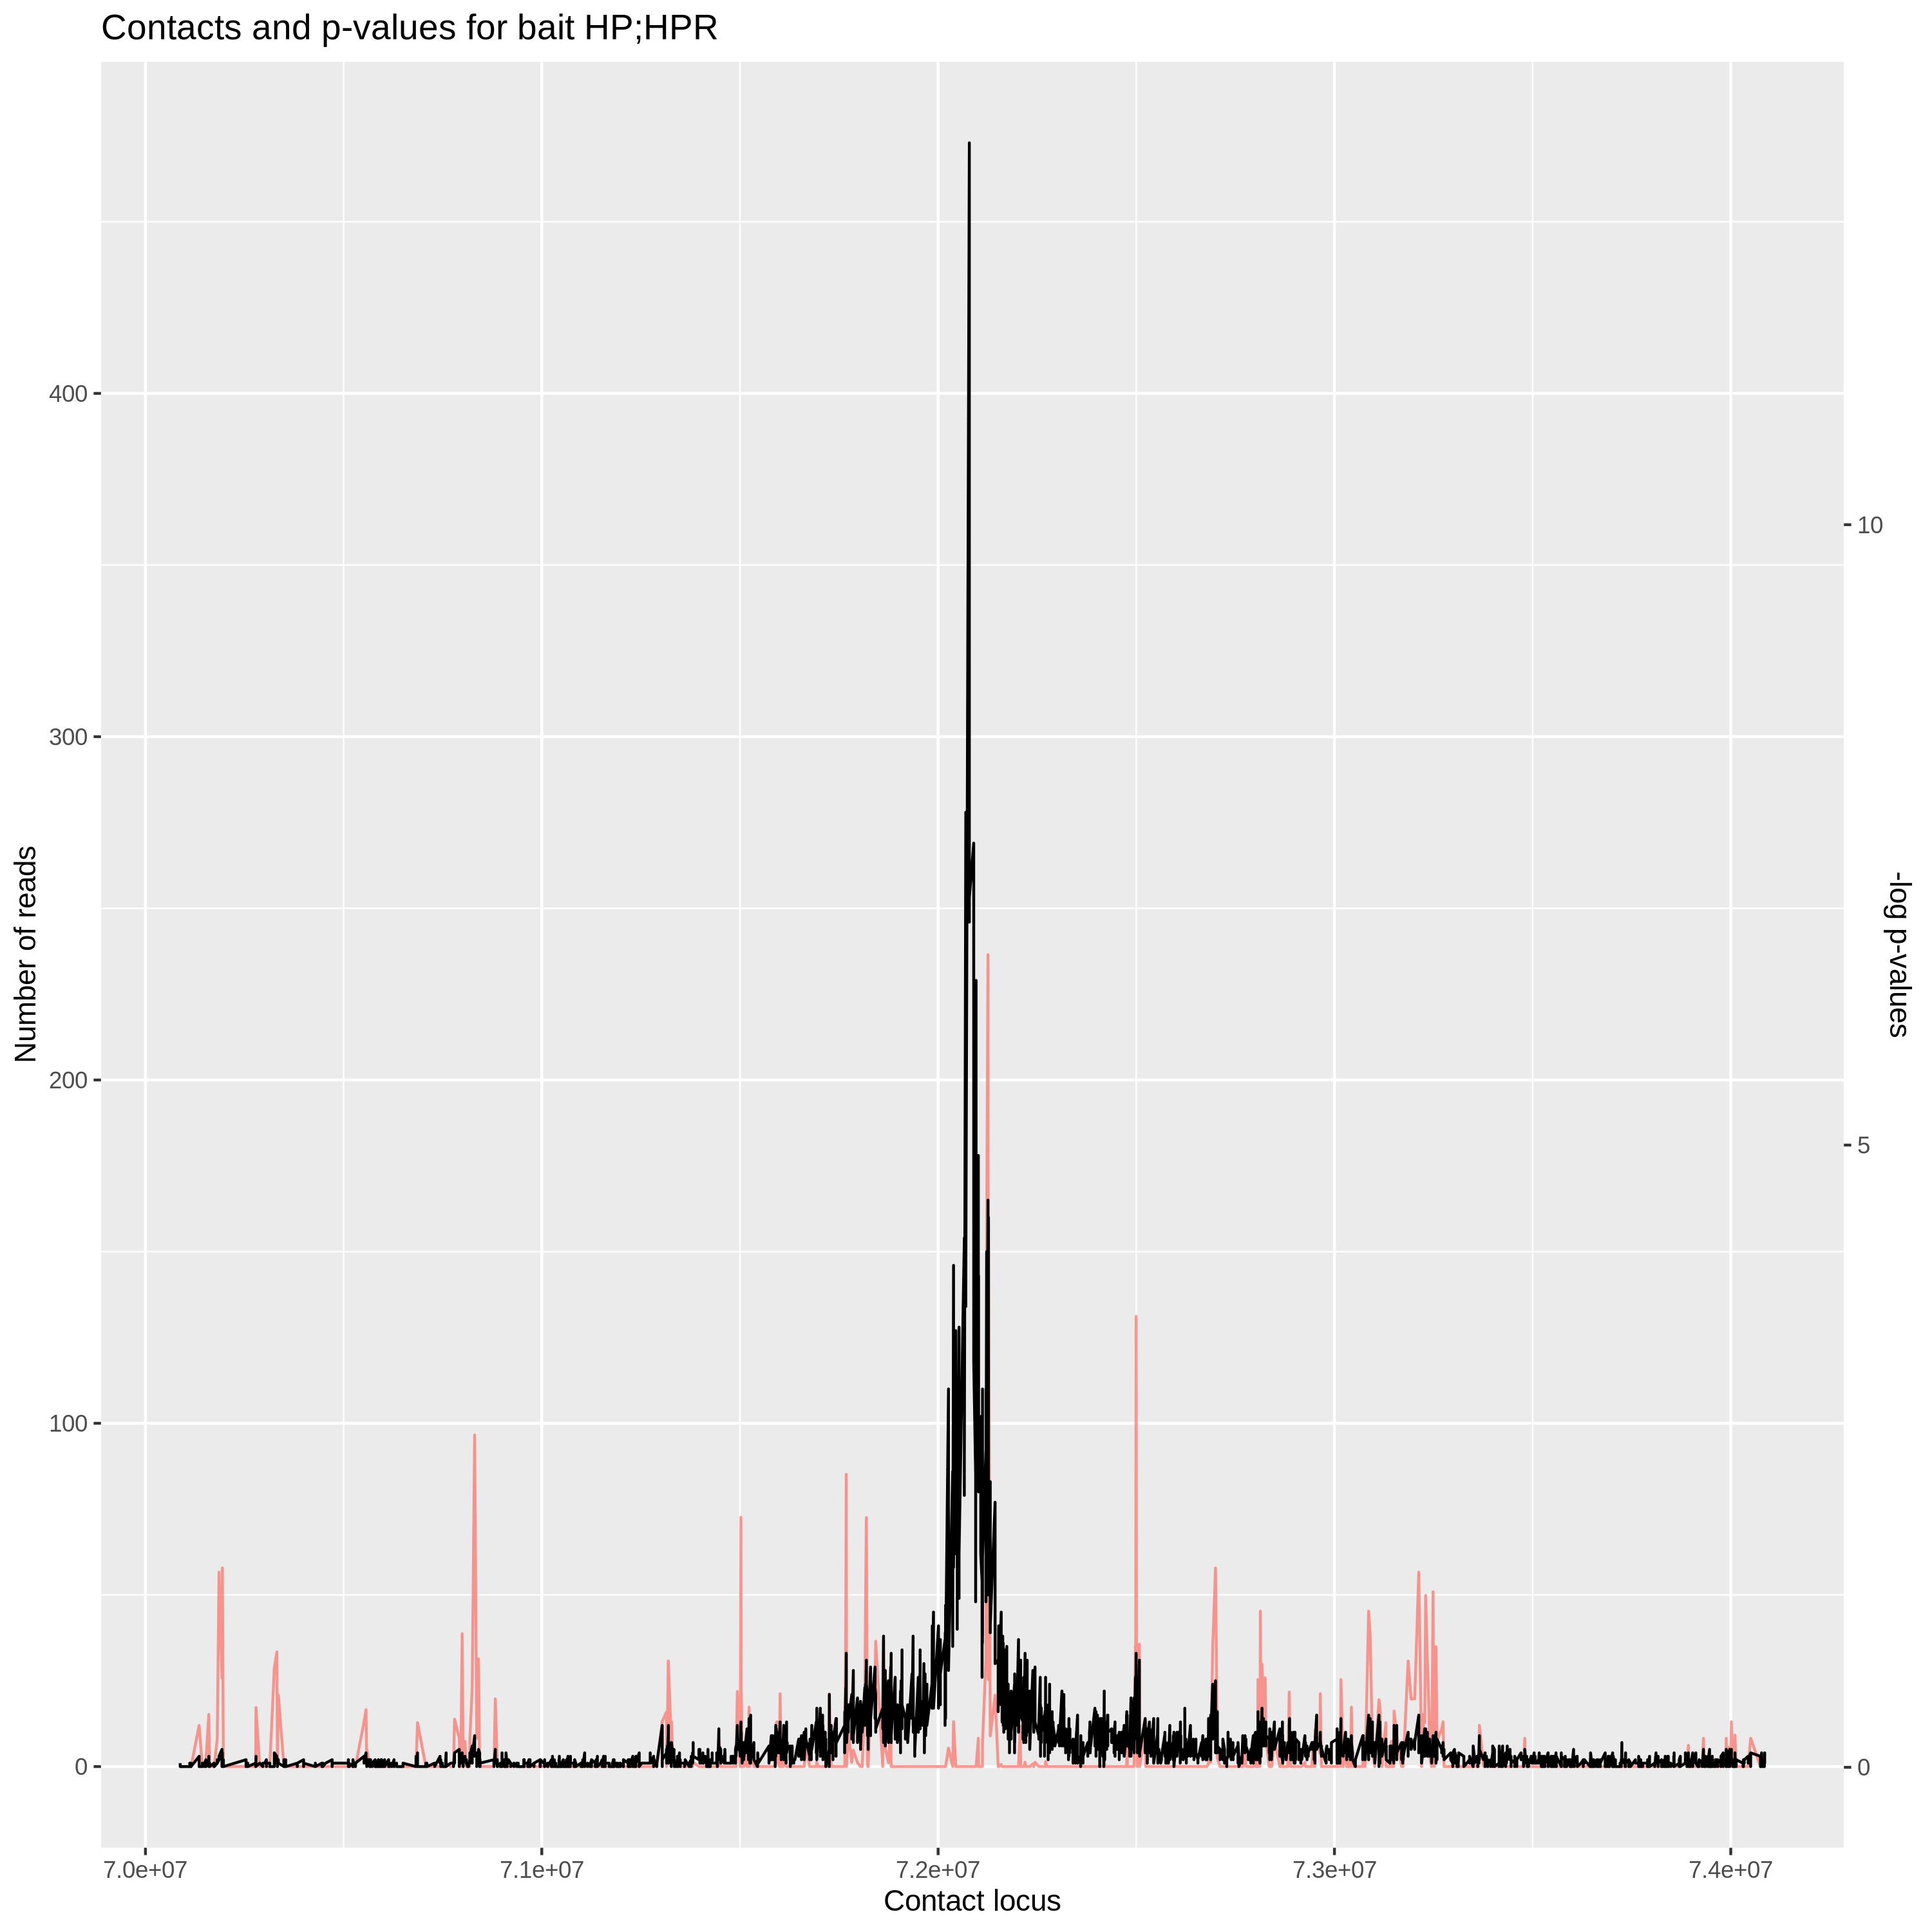 Contacts and p-values for bait HP;HPR
Number of reads
400
300
200
100
0
10
5
0
-log p-values
7.0e+07 7.1e+07 7.2e+07 7.3e+07 7.4e+07
Contact locus